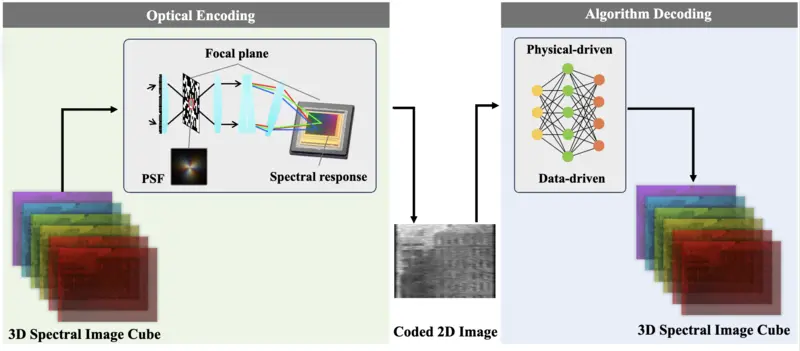 Optical Encoding
Algorithm Decoding
Focal plane
PSF
Spectral response
Physical-driven
Data-driven
3D Spectral Image Cube
Coded 2D Image
3D Spectral Image Cube